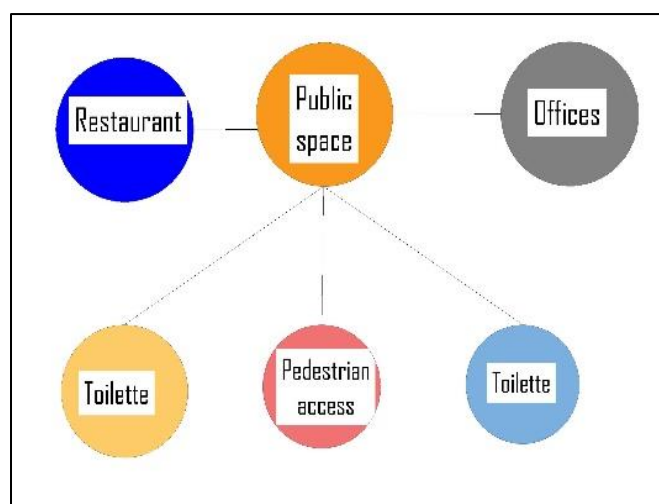 Restaurant
Public
space
Offices
Toilette
Pedestrian
access
Toilette